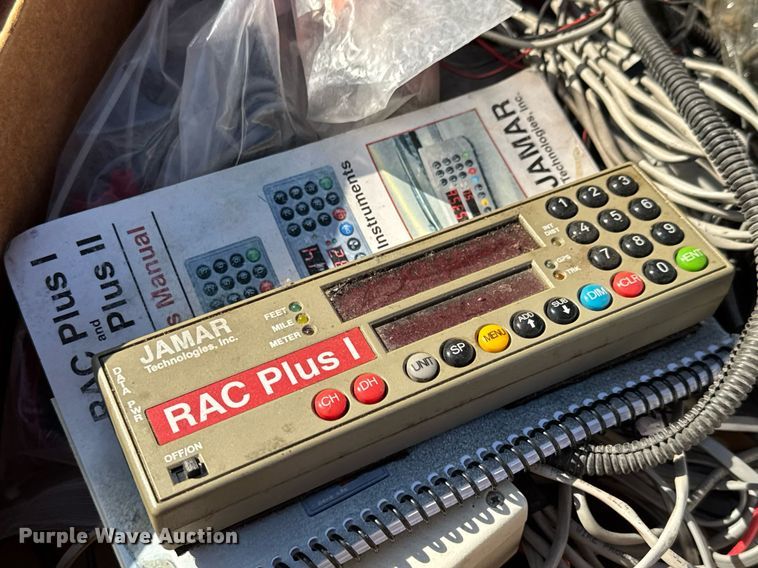 RAC Plus I
and
Plus II
s Manual
Instruments
JAMAR
Technologies, Inc.
JAMAR
Technologies, Inc.
FEET
MILE
METER
DATA PWR
RAC Plus I
OFF/ON
CH
DH
UNIT
SP
MENU
ADD
SUB
DIM
CLR
ENT
INT
DIST
GPS
TRK
1
2
3
4
5
6
7
8
9
0
Purple Wave Auction